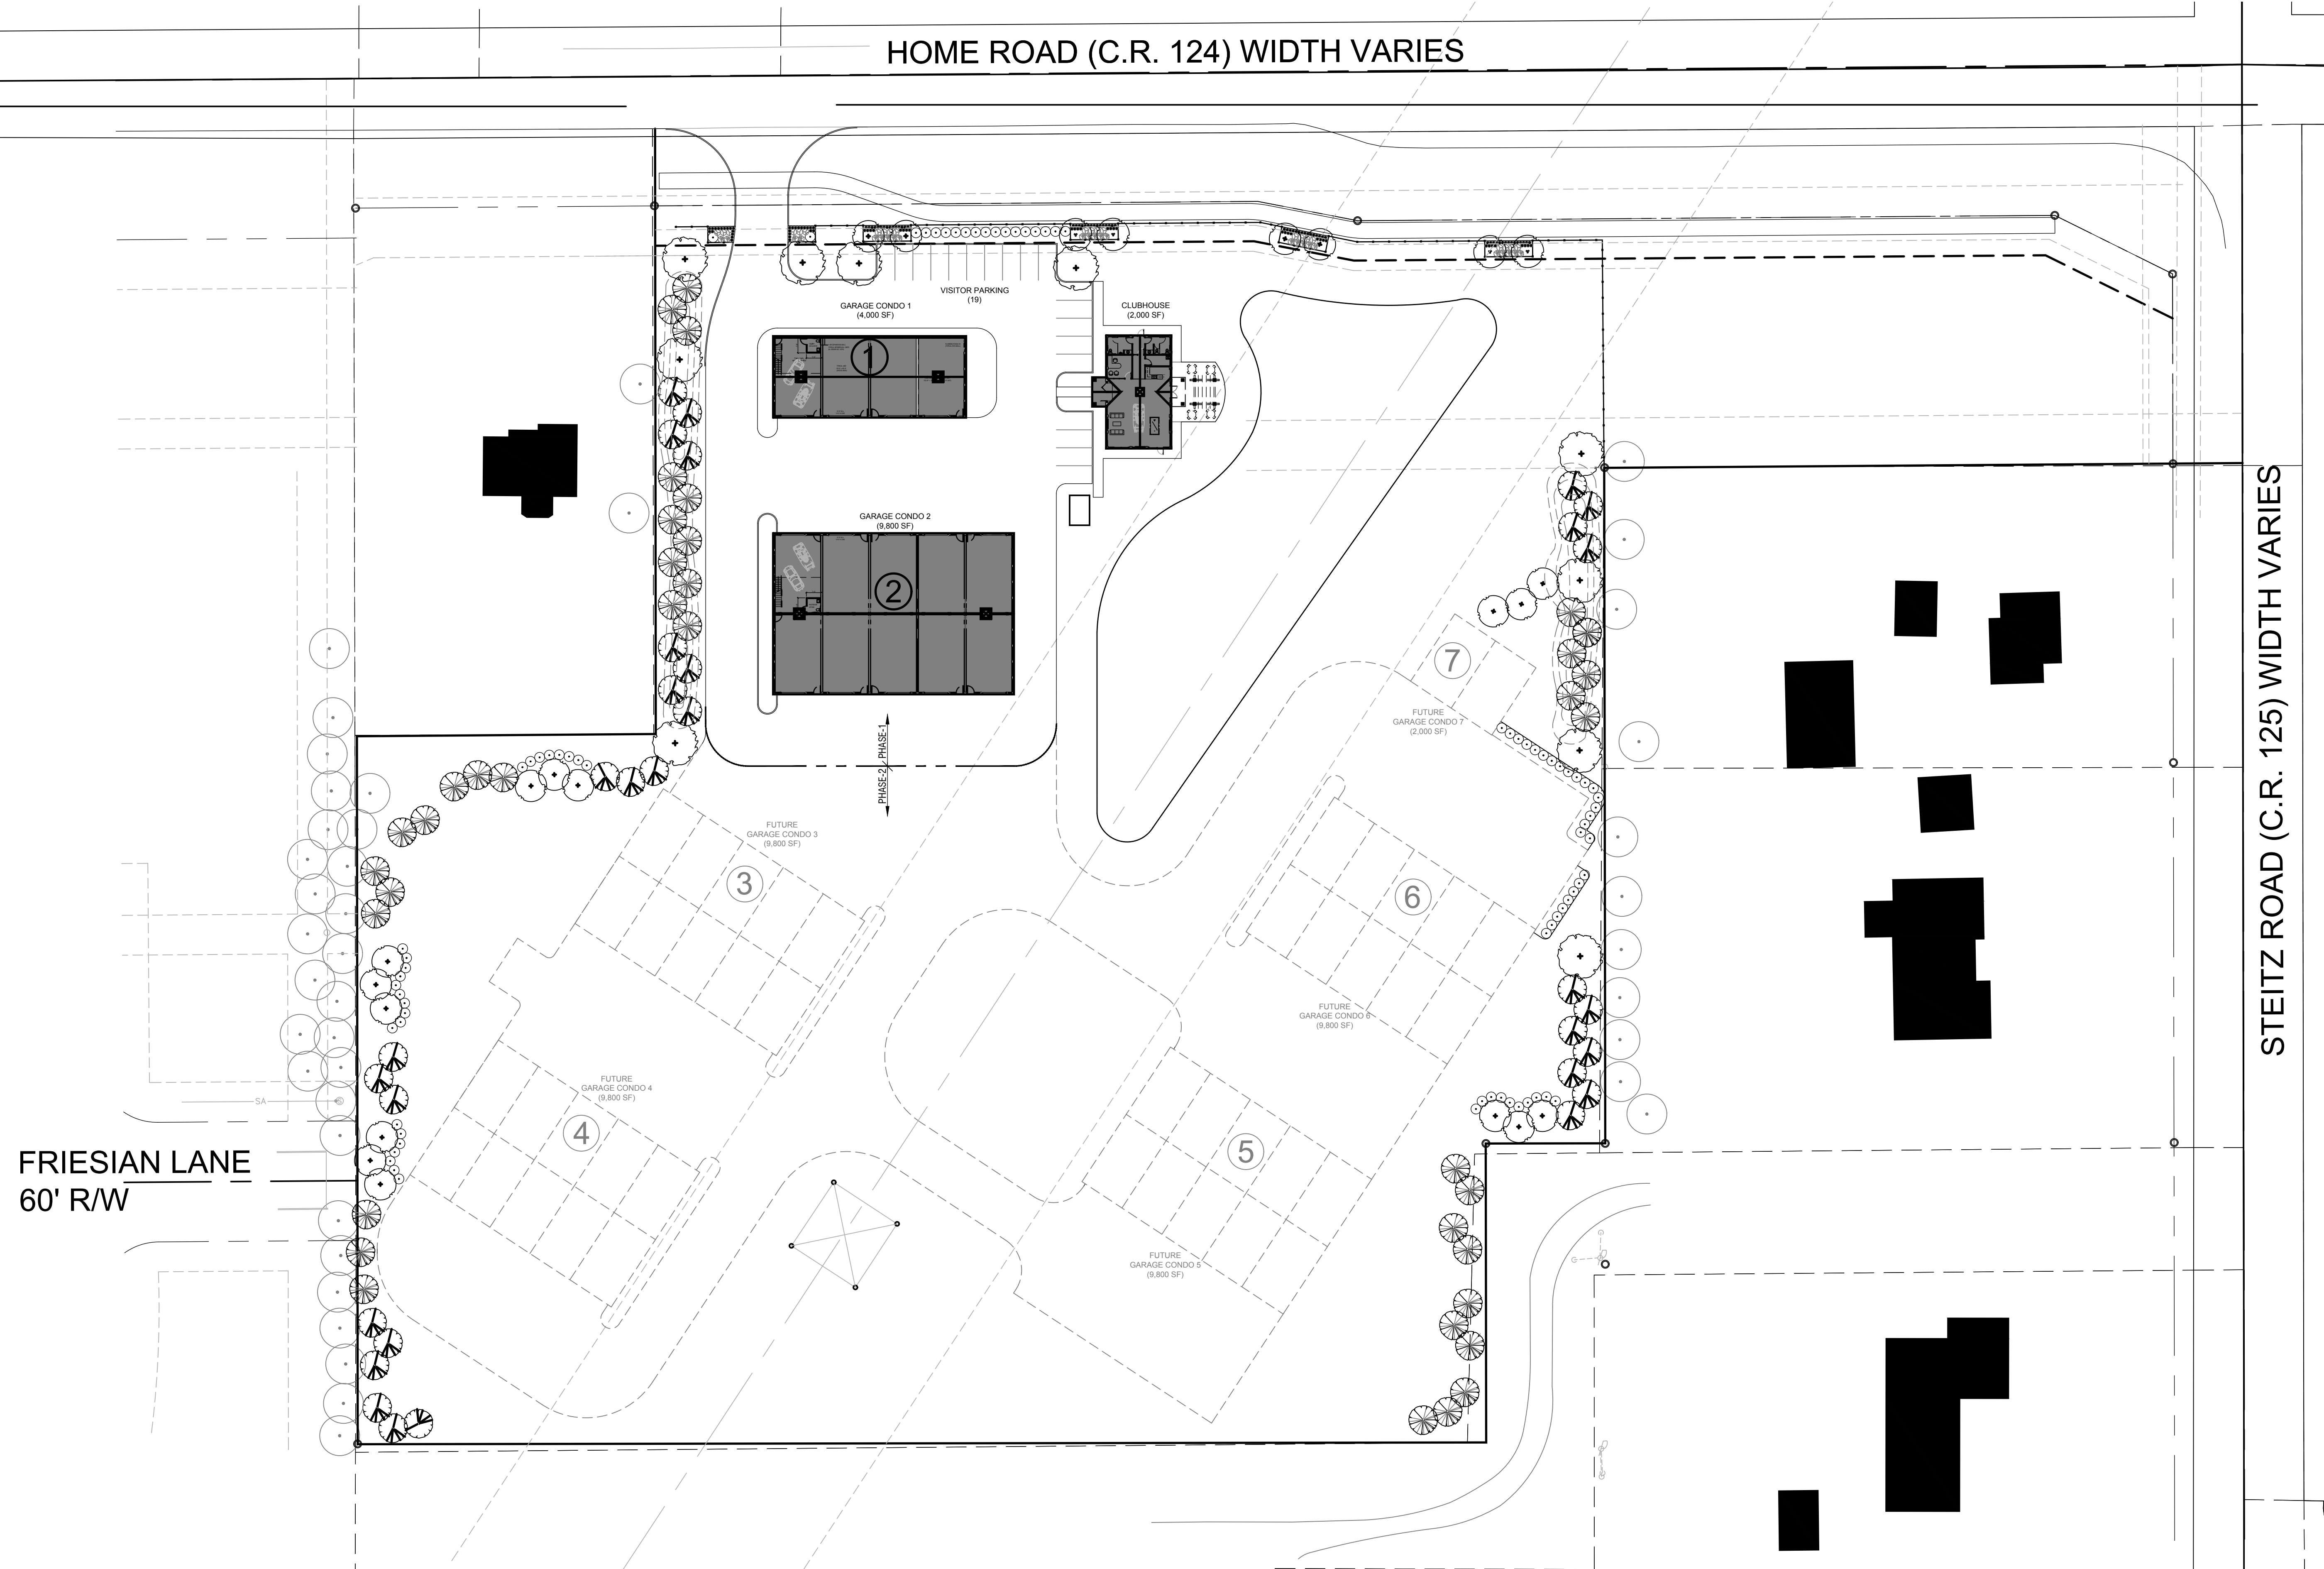 HOME ROAD (C.R. 124) WIDTH VARIES
VISITOR PARKING
(19)
GARAGE CONDO 1
(4,000 SF)
1
CLUBHOUSE
(2,000 SF)
GARAGE CONDO 2
(9,800 SF)
2
STEITZ ROAD (C.R. 125) WIDTH VARIES
7
FUTURE
GARAGE CONDO 7
(2,000 SF)
PHASE-2
PHASE-1
FUTURE
GARAGE CONDO 3
(9,800 SF)
3
6
FUTURE
GARAGE CONDO 6
(9,800 SF)
FUTURE
GARAGE CONDO 4
(9,800 SF)
4
SA
5
FUTURE
GARAGE CONDO 5
(9,800 SF)
FRIESIAN LANE
60' R/W